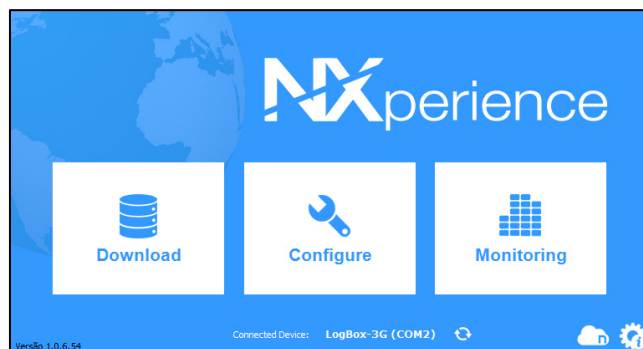 NXperience
Download
Configure
Monitoring
Connected Device: LogBox-3G (COM2)
n
Versão 1.0.6.54